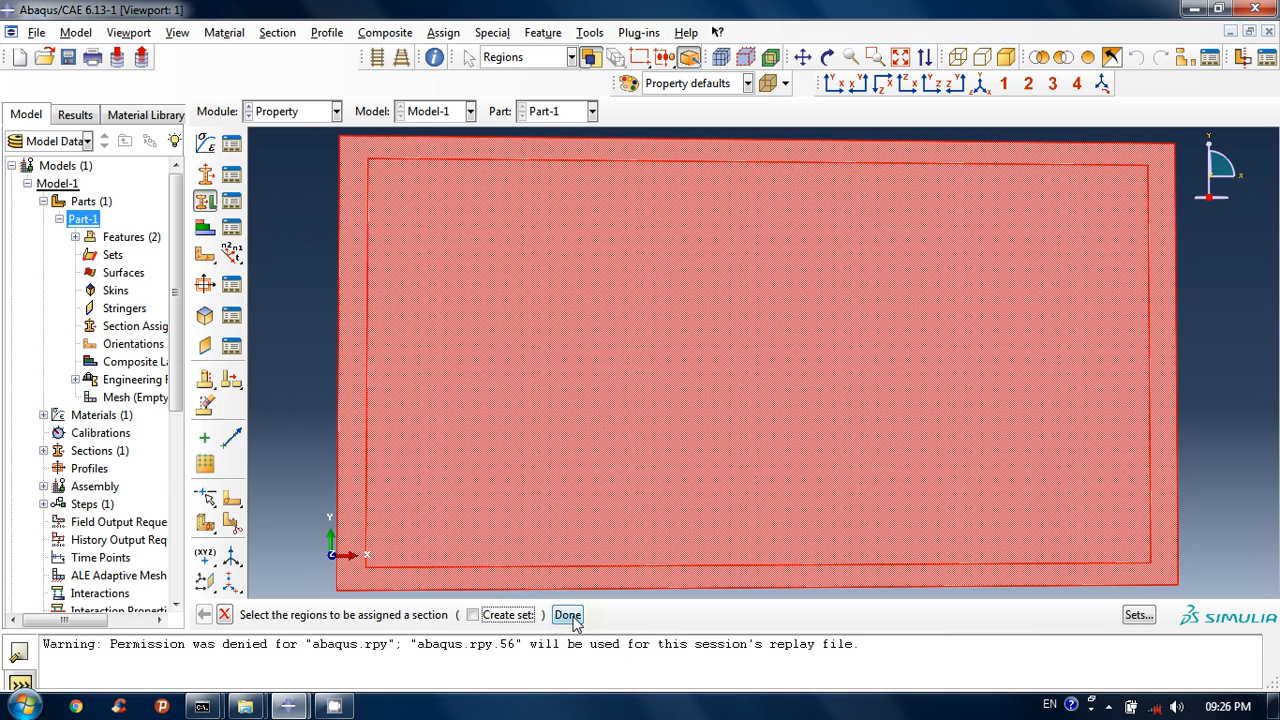 Abaqus/CAE 6.13-1 [Viewport: 1]
File Model Viewport View Material Section Profile Composite Assign Special Feature Tools Plug-ins Help
Regions
Property defaults
1 2 3 4
Model Results Material Library
Module: Property Model: Model-1 Part: Part-1
Model Data
Models (1)
Model-1
Parts (1)
Part-1
Features (2)
Sets
Surfaces
Skins
Stringers
Section Assig
Orientations
Composite La
Engineering F
Mesh (Empty
Materials (1)
Calibrations
Sections (1)
Profiles
Assembly
Steps (1)
Field Output Reque
History Output Req
Time Points
ALE Adaptive Mesh
Interactions
Interaction Properti
Y
X
Y
X
Z
n2 n1
t
(XYZ)
Select the regions to be assigned a section ( Create set: ) Done Sets... SIMULIA
Warning: Permission was denied for "abaqus.rpy"; "abaqus.rpy.56" will be used for this session's replay file.
>>>
EN 09:26 PM